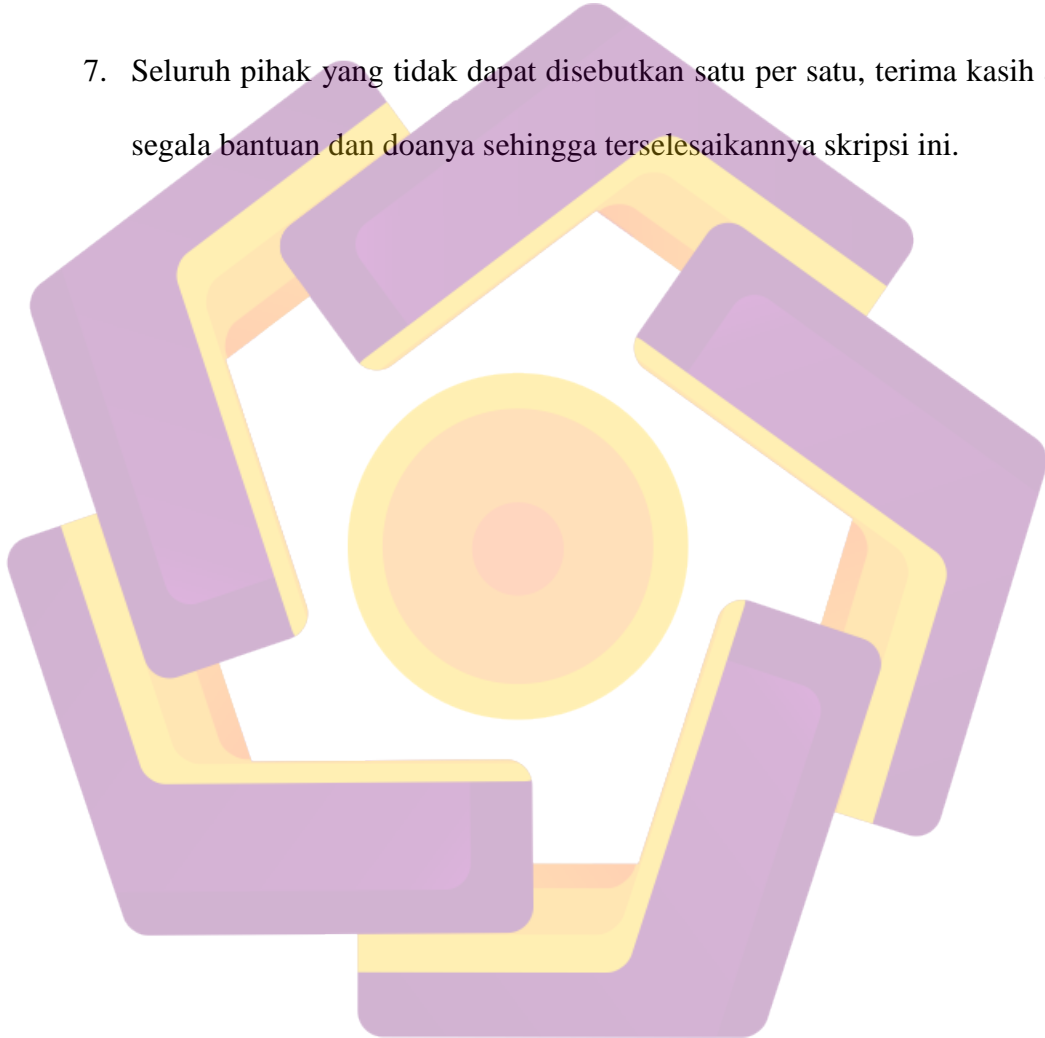 7. Seluruh pihak yang tidak dapat disebutkan satu per satu, terima kasih
segala bantuan dan doanya sehingga terselesaikannya skripsi ini.